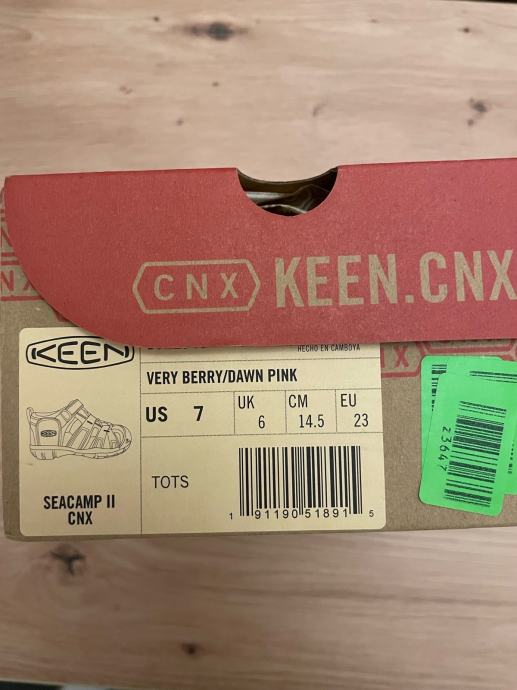 CNX KEEN.CNX
KEEN
HECHO EN CAMBOYA
VERY BERRY/DAWN PINK
US 7
UK 6
CM 14.5
EU 23
TOTS
SEACAMP II
CNX
1 91190 51891 5
23647